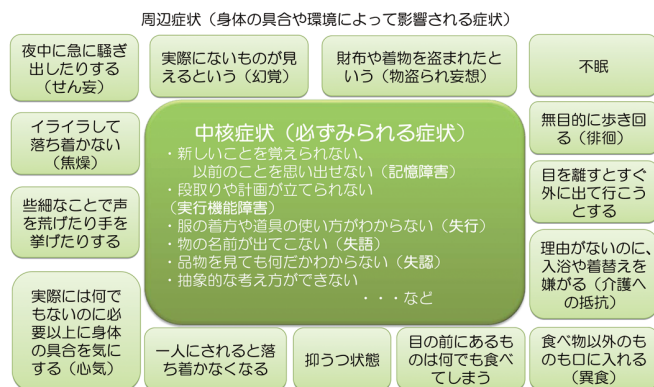 周辺症状（身体の具合や環境によって影響される症状）
夜中に急に騒ぎ
出したりする
（せん妄）
実際にないものが見
えるという（幻覚）
財布や着物を盗まれたと
いう（物盗られ妄想）
不眠
イライラして
落ち着かない
（焦燥）
中核症状（必ずみられる症状）
・新しいことを覚えられない、
以前のことを思い出せない（記憶障害）
・段取りや計画が立てられない
（実行機能障害）
・服の着方や道具の使い方がわからない（失行）
・物の名前が出てこない（失語）
・品物を見ても何だかわからない（失認）
・抽象的な考え方ができない
・・・など
無目的に歩き回
る（徘徊）
些細なことで声
を荒げたり手を
挙げたりする
目を離すとすぐ
外に出て行こう
とする
理由がないのに、
入浴や着替えを
嫌がる（介護へ
の抵抗）
実際には何で
もないのに必
要以上に身体
の具合を気に
する（心気）
一人にされると落
ち着かなくなる
抑うつ状態
目の前にあるも
のは何でも食べ
てしまう
食べ物以外のも
のも口に入れる
（異食）